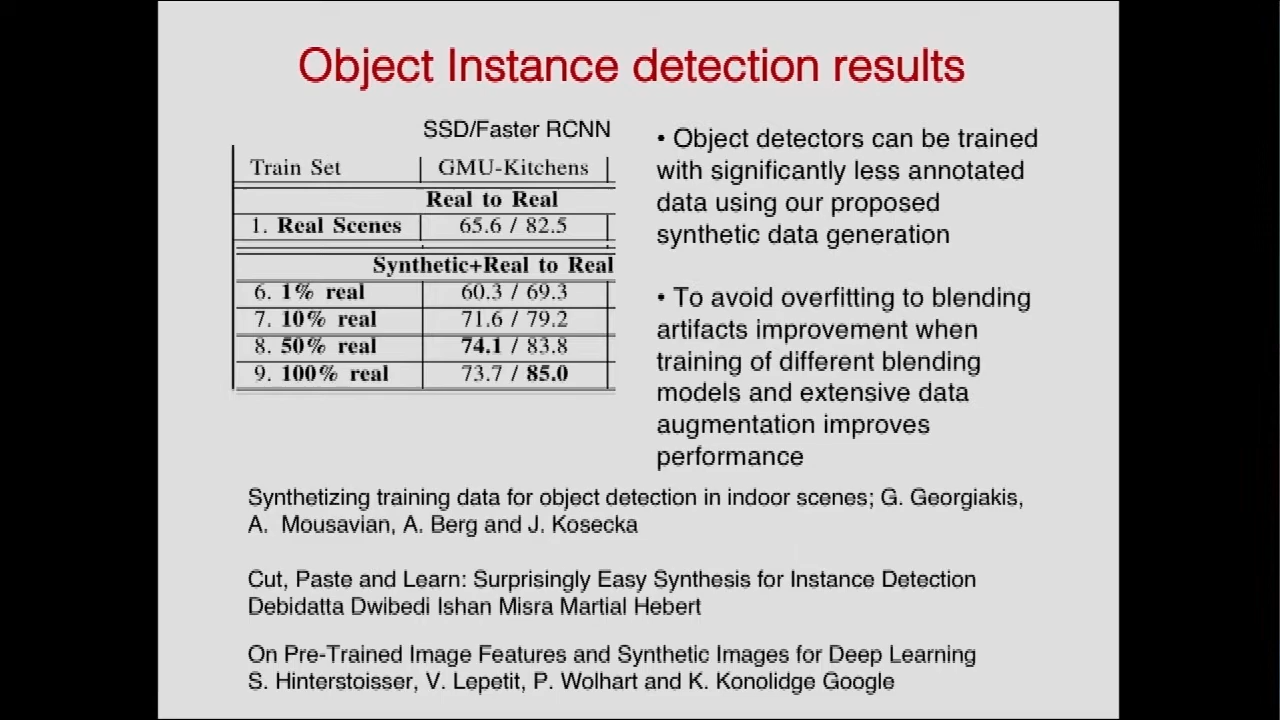 Object Instance detection results
SSD/Faster RCNN
Train Set GMU-Kitchens
Real to Real
1. Real Scenes 65.6 / 82.5
Synthetic+Real to Real
6. 1% real 60.3 / 69.3
7. 10% real 71.6 / 79.2
8. 50% real 74.1 / 83.8
9. 100% real 73.7 / 85.0
• Object detectors can be trained
with significantly less annotated
data using our proposed
synthetic data generation
• To avoid overfitting to blending
artifacts improvement when
training of different blending
models and extensive data
augmentation improves
performance
Synthetizing training data for object detection in indoor scenes; G. Georgiakis,
A. Mousavian, A. Berg and J. Kosecka
Cut, Paste and Learn: Surprisingly Easy Synthesis for Instance Detection
Debidatta Dwibedi Ishan Misra Martial Hebert
On Pre-Trained Image Features and Synthetic Images for Deep Learning
S. Hinterstoisser, V. Lepetit, P. Wolhart and K. Konolidge Google